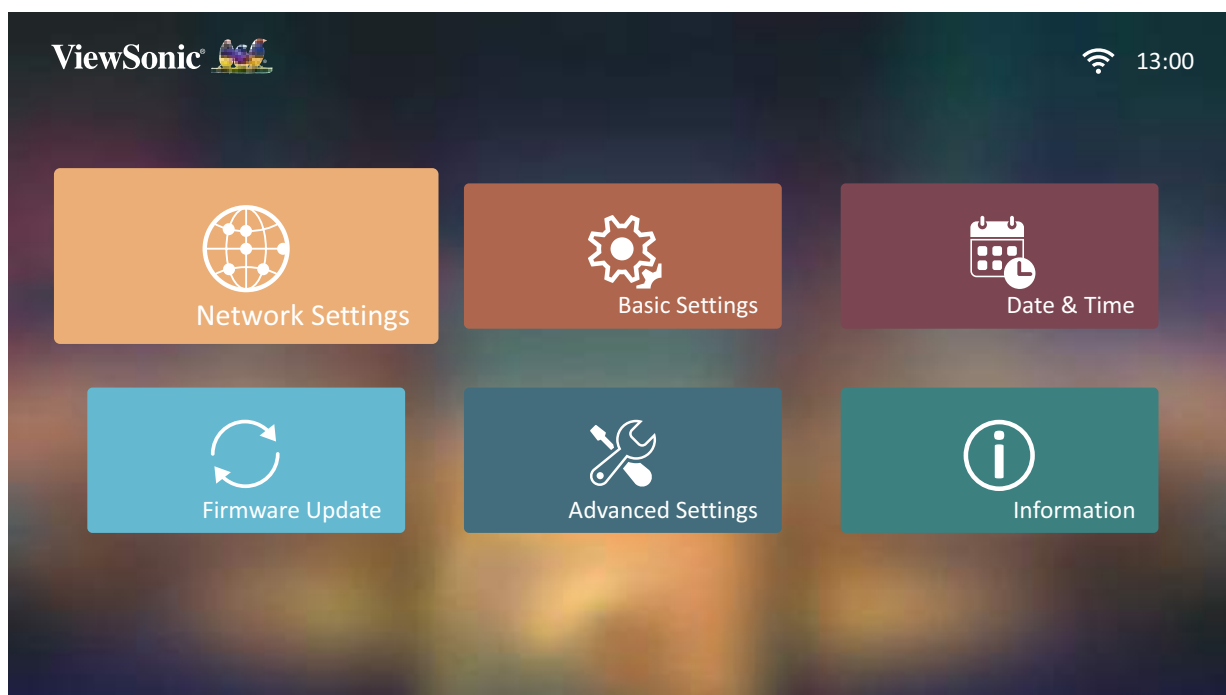 ViewSonic®
13:00
Network Settings
Basic Settings
Date & Time
Firmware Update
Advanced Settings
Information